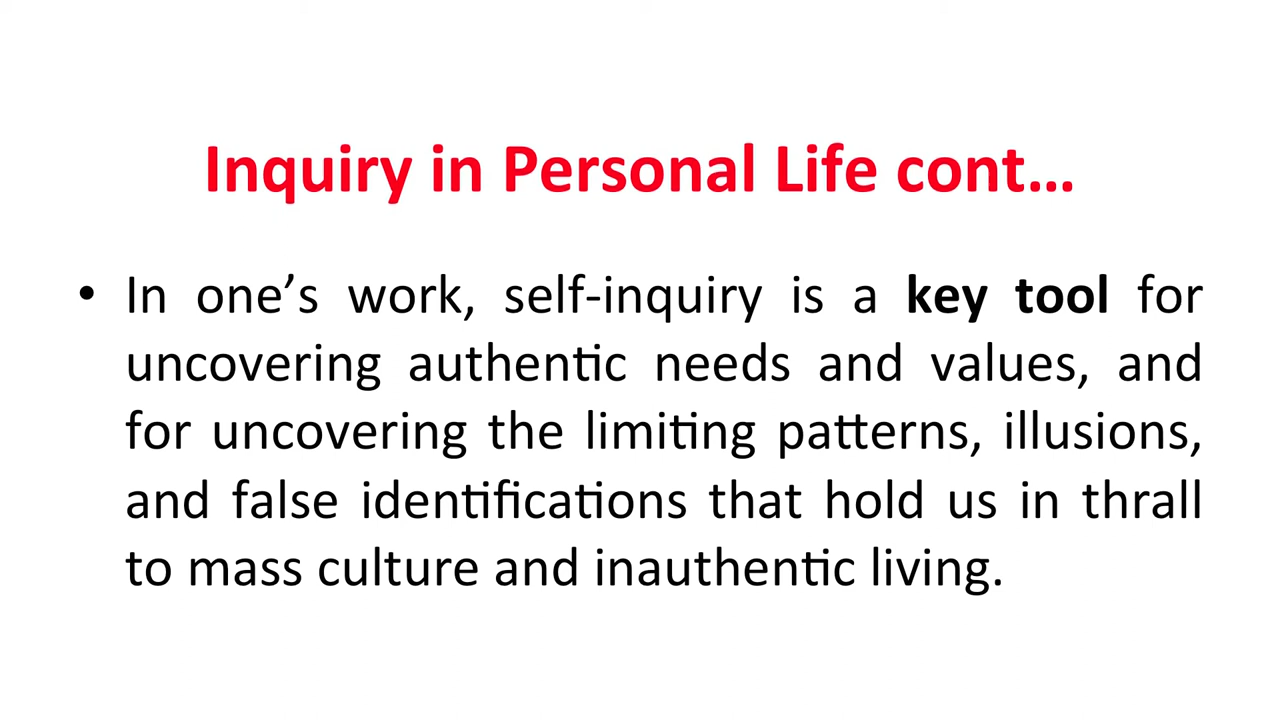 Inquiry in Personal Life cont...
• In one’s work, self-inquiry is a key tool for
uncovering authentic needs and values, and
for uncovering the limiting patterns, illusions,
and false identifications that hold us in thrall
to mass culture and inauthentic living.